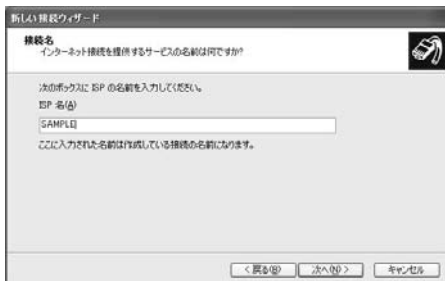 新しい接続ウィザード
接続名
インターネット接続を提供するサービスの名前は何ですか?
次のボックスに ISP の名前を入力してください。
ISP 名(A)
SAMPLE
ここに入力された名前は作成している接続の名前になります。
< 戻る(B)
次へ(N) >
キャンセル